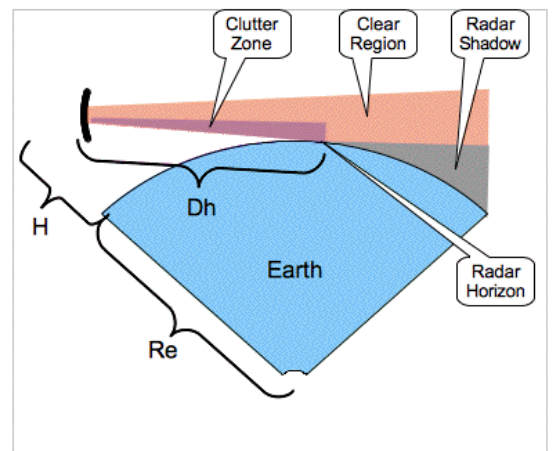 Clutter
Zone
Clear
Region
Radar
Shadow
Dh
H
Earth
Radar
Horizon
Re